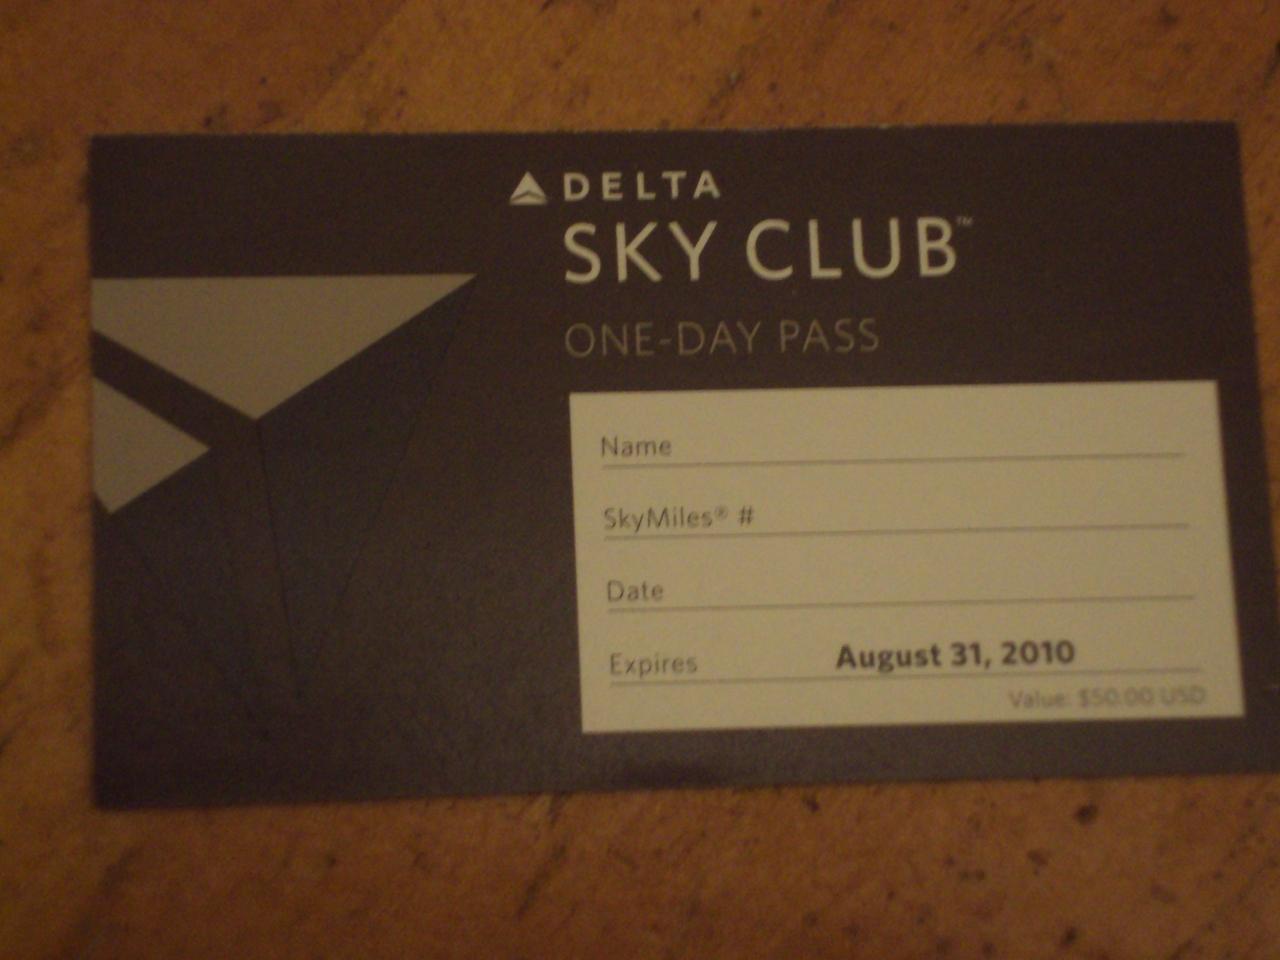 DELTA
SKY CLUB™
ONE-DAY PASS
Name
SkyMiles® #
Date
Expires August 31, 2010
Value: $50.00 USD